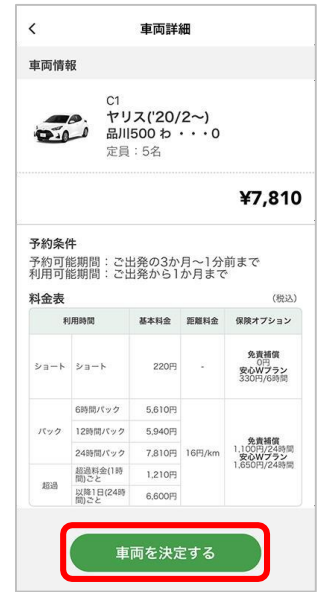 車両詳細
車両情報
C1
ヤリス('20/2〜)
品川500 わ ・・・0
定員：5名
¥7,810
予約条件
予約可能期間：ご出発の3か月〜1分前まで
利用可能期間：ご出発から1か月まで
料金表 (税込)
利用時間 基本料金 距離料金 保険オプション
ショート ショート 220円 -
免責補償
0円
安心Wプラン
330円/6時間
パック
6時間パック 5,610円
12時間パック 5,940円
24時間パック 7,810円
16円/km
免責補償
1,100円/24時間
安心Wプラン
1,650円/24時間
超過
超過料金(1時
間)ごと 1,210円
以降1日(24時
間)ごと 6,600円
車両を決定する